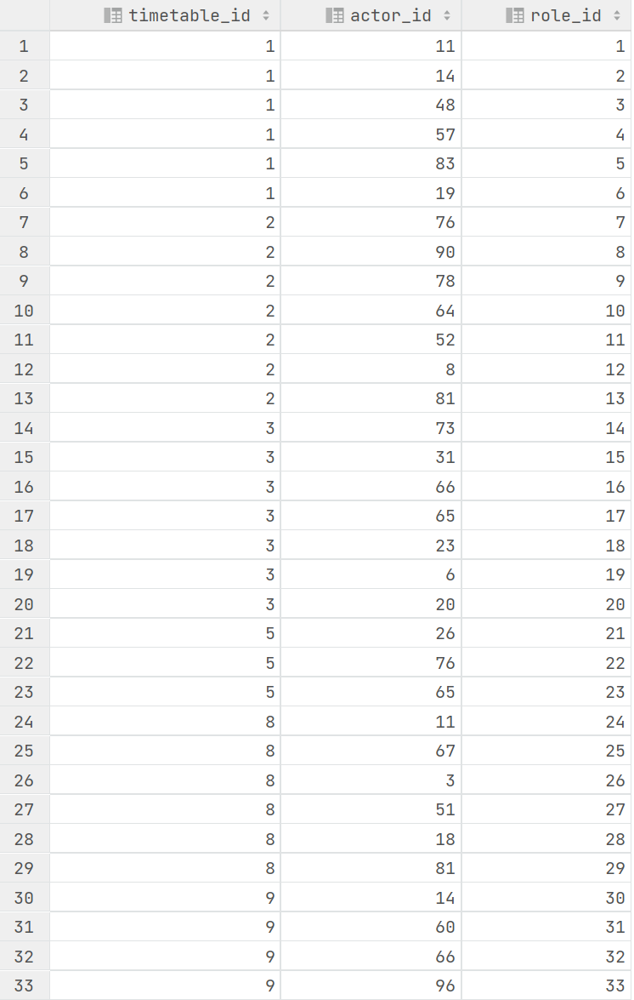 timetable_id actor_id role_id
1 1 11 1
2 1 14 2
3 1 48 3
4 1 57 4
5 1 83 5
6 1 19 6
7 2 76 7
8 2 90 8
9 2 78 9
10 2 64 10
11 2 52 11
12 2 8 12
13 2 81 13
14 3 73 14
15 3 31 15
16 3 66 16
17 3 65 17
18 3 23 18
19 3 6 19
20 3 20 20
21 5 26 21
22 5 76 22
23 5 65 23
24 8 11 24
25 8 67 25
26 8 3 26
27 8 51 27
28 8 18 28
29 8 81 29
30 9 14 30
31 9 60 31
32 9 66 32
33 9 96 33